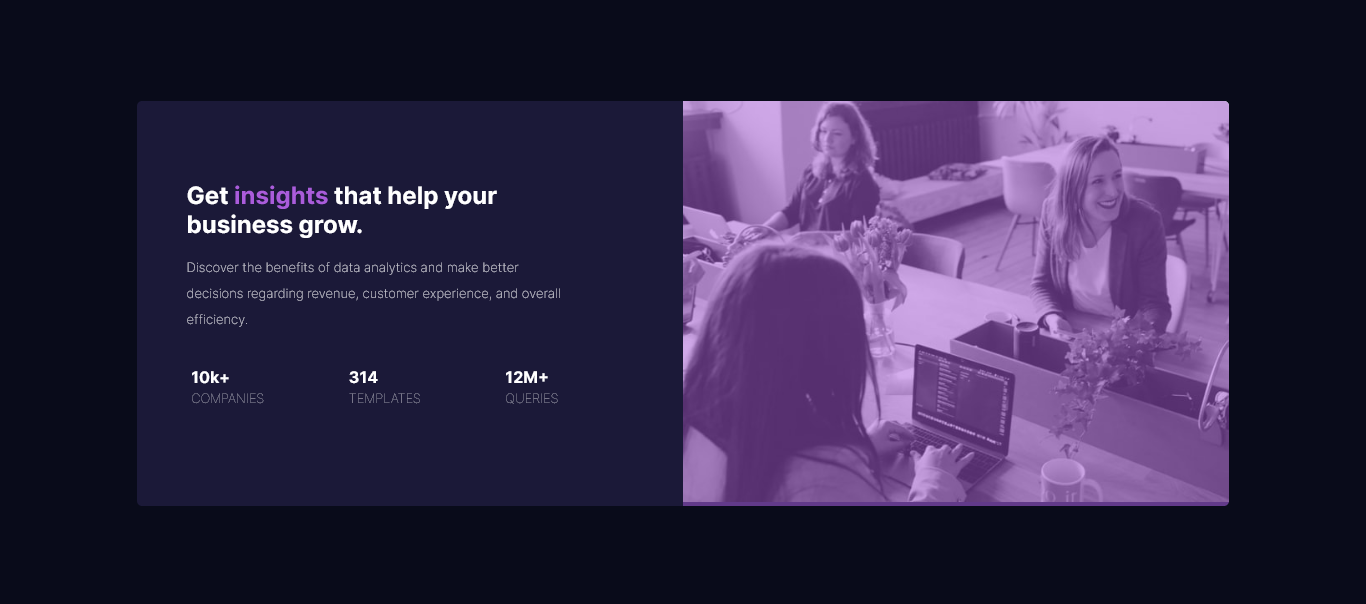 Get insights that help your
business grow.
Discover the benefits of data analytics and make better
decisions regarding revenue, customer experience, and overall
efficiency.
10k+ 314 12M+
COMPANIES TEMPLATES QUERIES